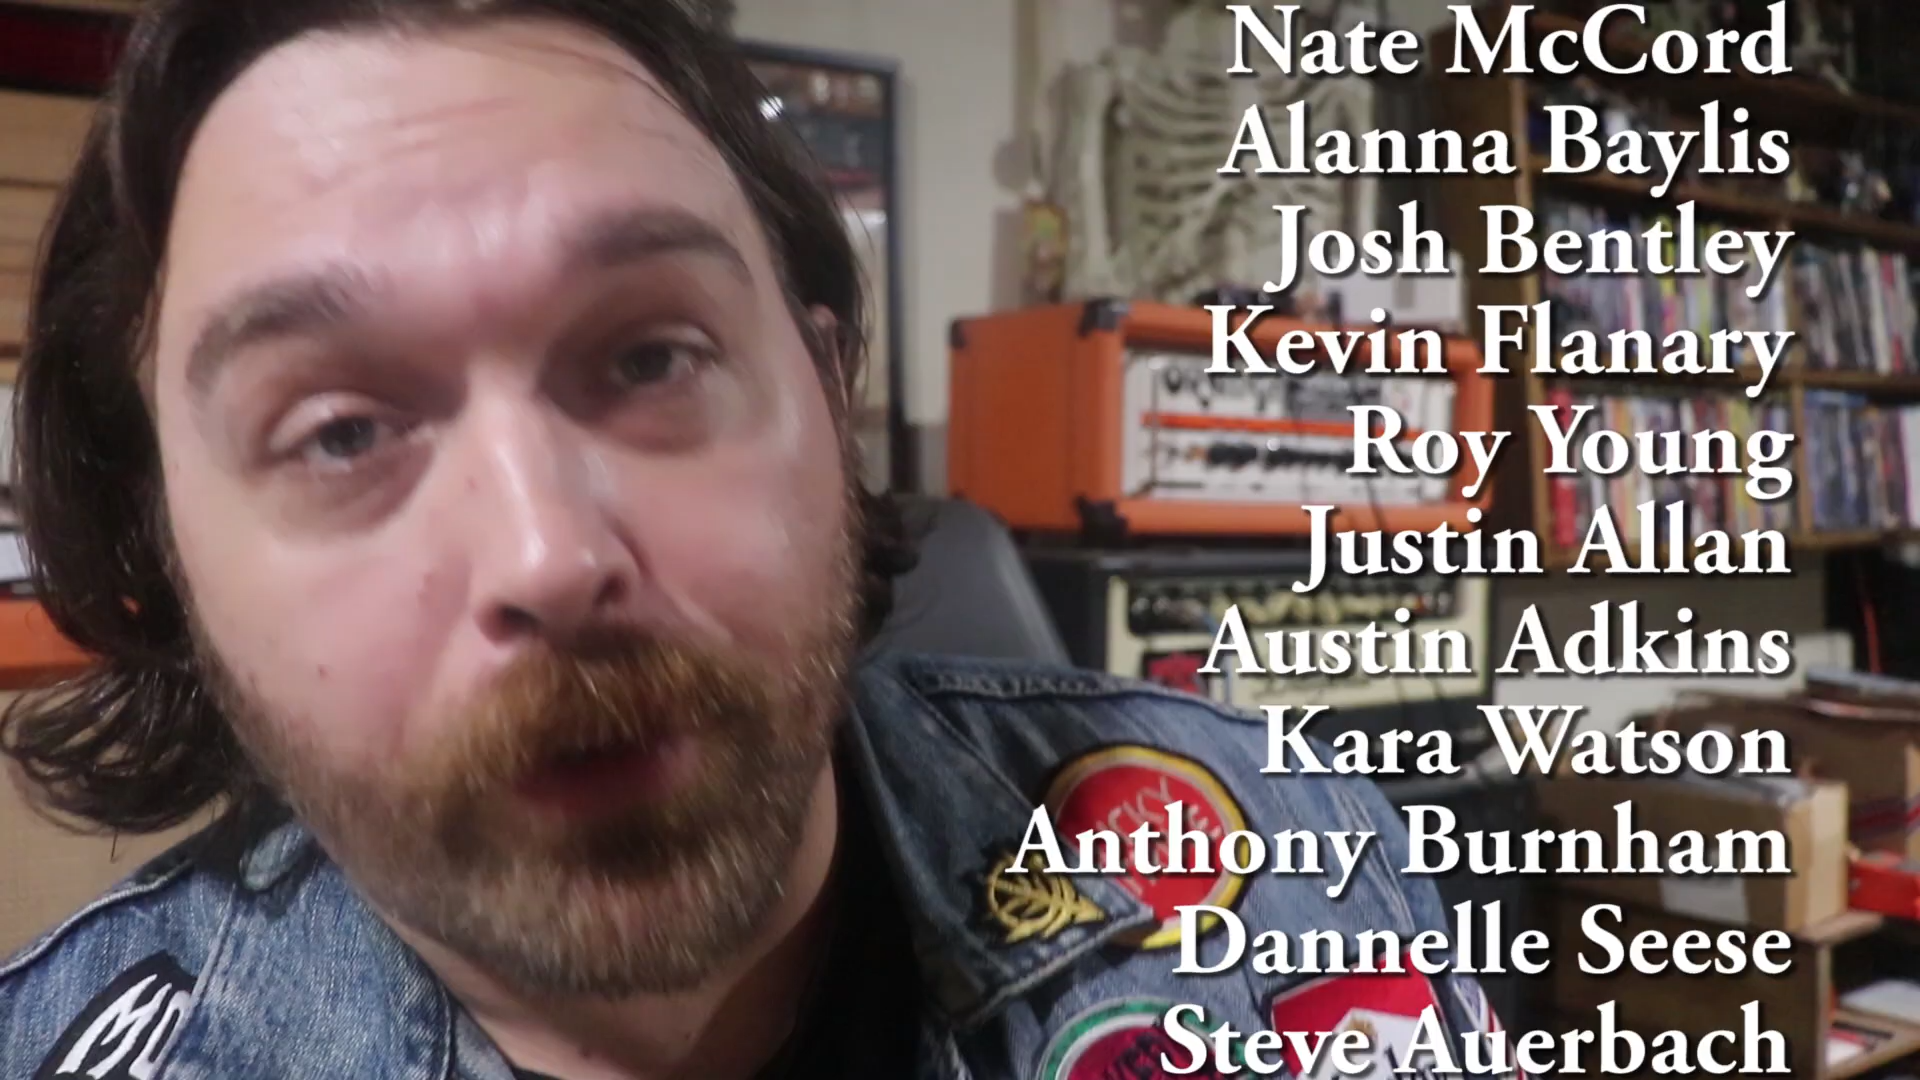 Nate McCord
Alanna Baylis
Josh Bentley
Kevin Flanary
Roy Young
Justin Allan
Austin Adkins
Kara Watson
Anthony Burnham
Dannelle Seese
Steve Auerbach